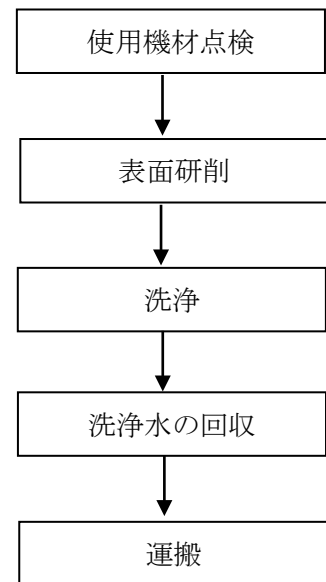 使用機材点検
表面研削
洗浄
洗浄水の回収
運搬